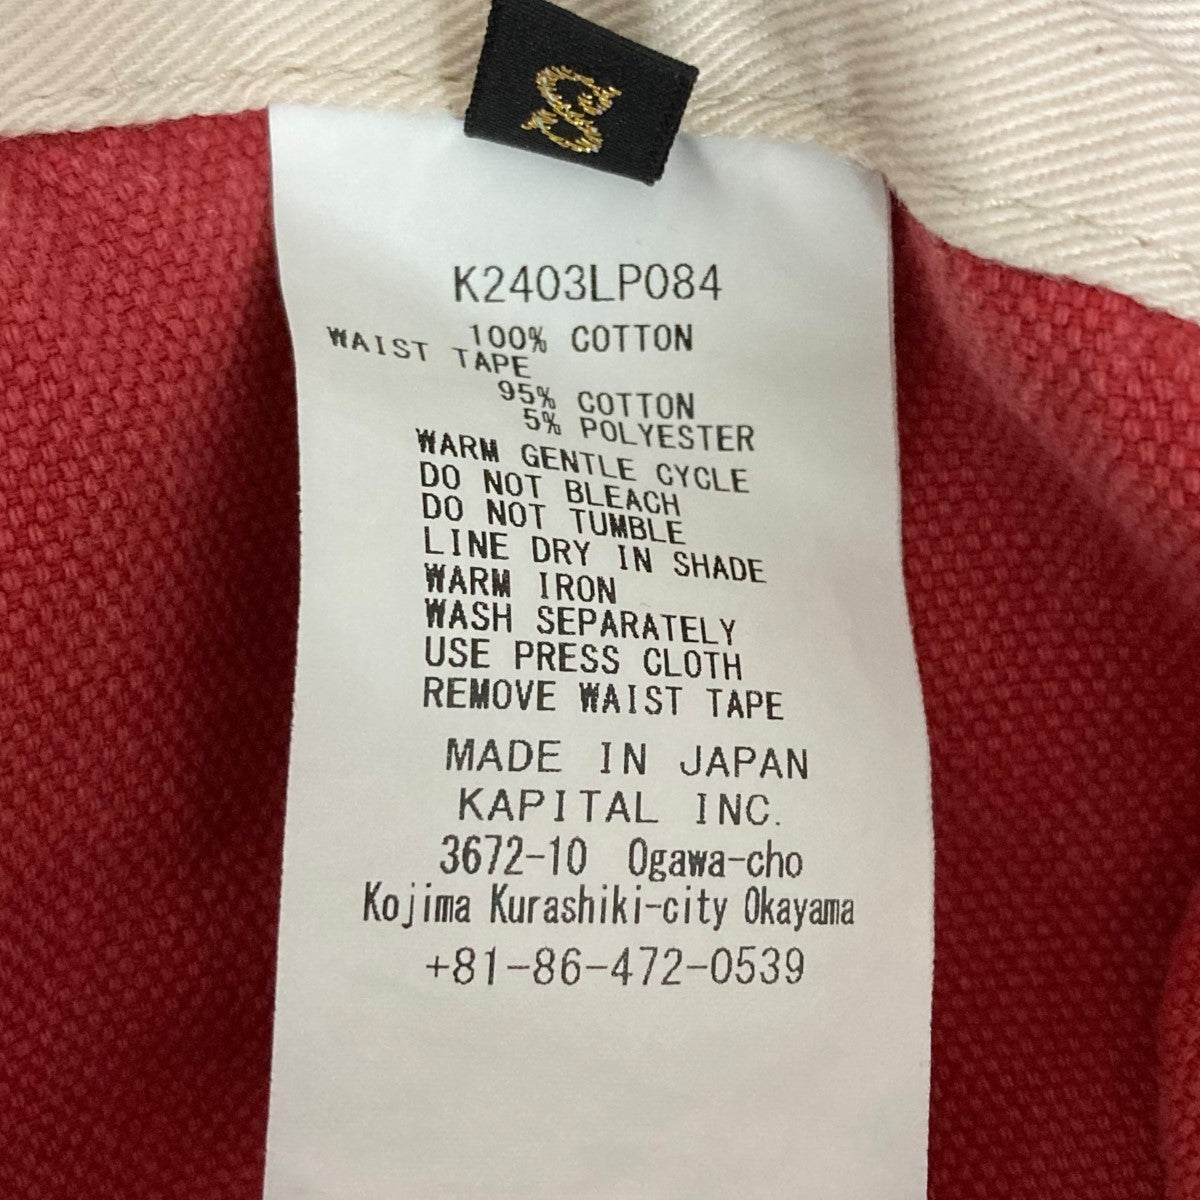 K2403LP084
100% COTTON
WAIST TAPE
95% COTTON
5% POLYESTER
WARM GENTLE CYCLE
DO NOT BLEACH
DO NOT TUMBLE
LINE DRY IN SHADE
WARM IRON
WASH SEPARATELY
USE PRESS CLOTH
REMOVE WAIST TAPE
MADE IN JAPAN
KAPITAL INC.
3672-10 Ogawa-cho
Kojima Kurashiki-city Okayama
+81-86-472-0539